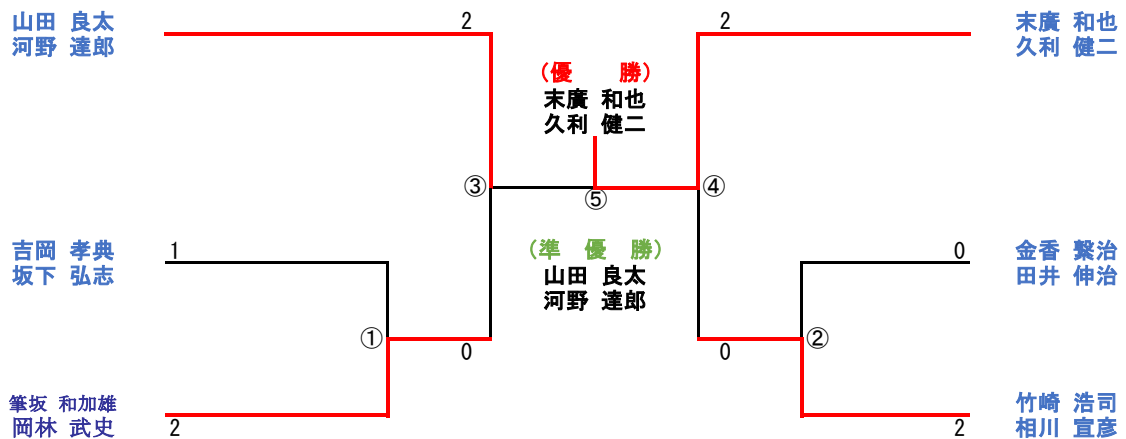 山田 良太
河野 達郎
2
2
末廣 和也
久利 健二
(優 勝)
末廣 和也
久利 健二
③
⑤
④
吉岡 孝典
坂下 弘志
1
(準 優 勝)
山田 良太
河野 達郎
0
金香 繋治
田井 伸治
①
0
0
②
筆坂 和加雄
岡林 武史
2
2
竹崎 浩司
相川 宣彦